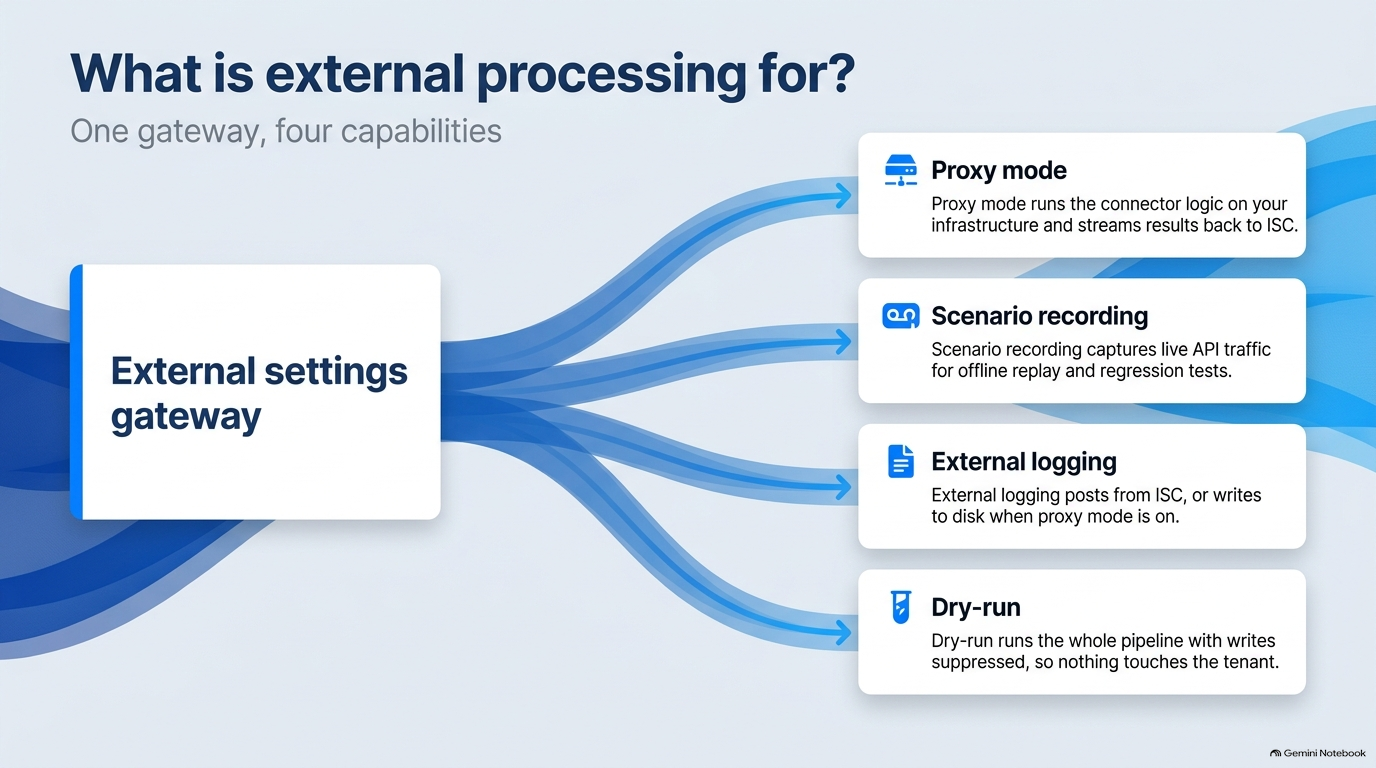 What is external processing for?
One gateway, four capabilities
External settings
gateway
Proxy mode
Proxy mode runs the connector logic on your
infrastructure and streams results back to ISC.
Scenario recording
Scenario recording captures live API traffic
for offline replay and regression tests.
External logging
External logging posts from ISC, or writes
to disk when proxy mode is on.
Dry-run
Dry-run runs the whole pipeline with writes
suppressed, so nothing touches the tenant.
Gemini Notebook